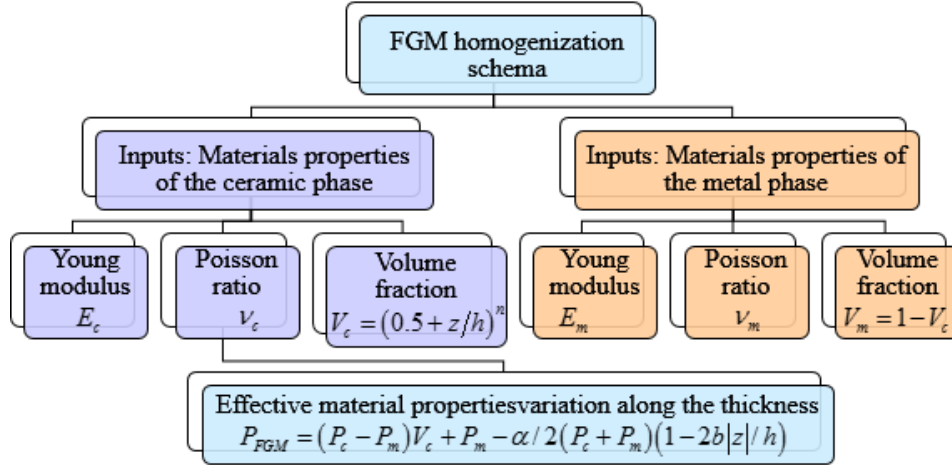 FGM homogenization
schema
Inputs: Materials properties
of the ceramic phase
Inputs: Materials properties of
the metal phase
Young
modulus
E_c
Poisson
ratio
ν_c
Volume
fraction
V_c = (0.5 + z/h)^n
Young
modulus
E_m
Poisson
ratio
ν_m
Volume
fraction
V_m = 1 − V_c
Effective material propertiesvariation along the thickness
P_FGM = (P_c − P_m)V_c + P_m − α/2(P_c + P_m)(1 − 2b|z|/h)